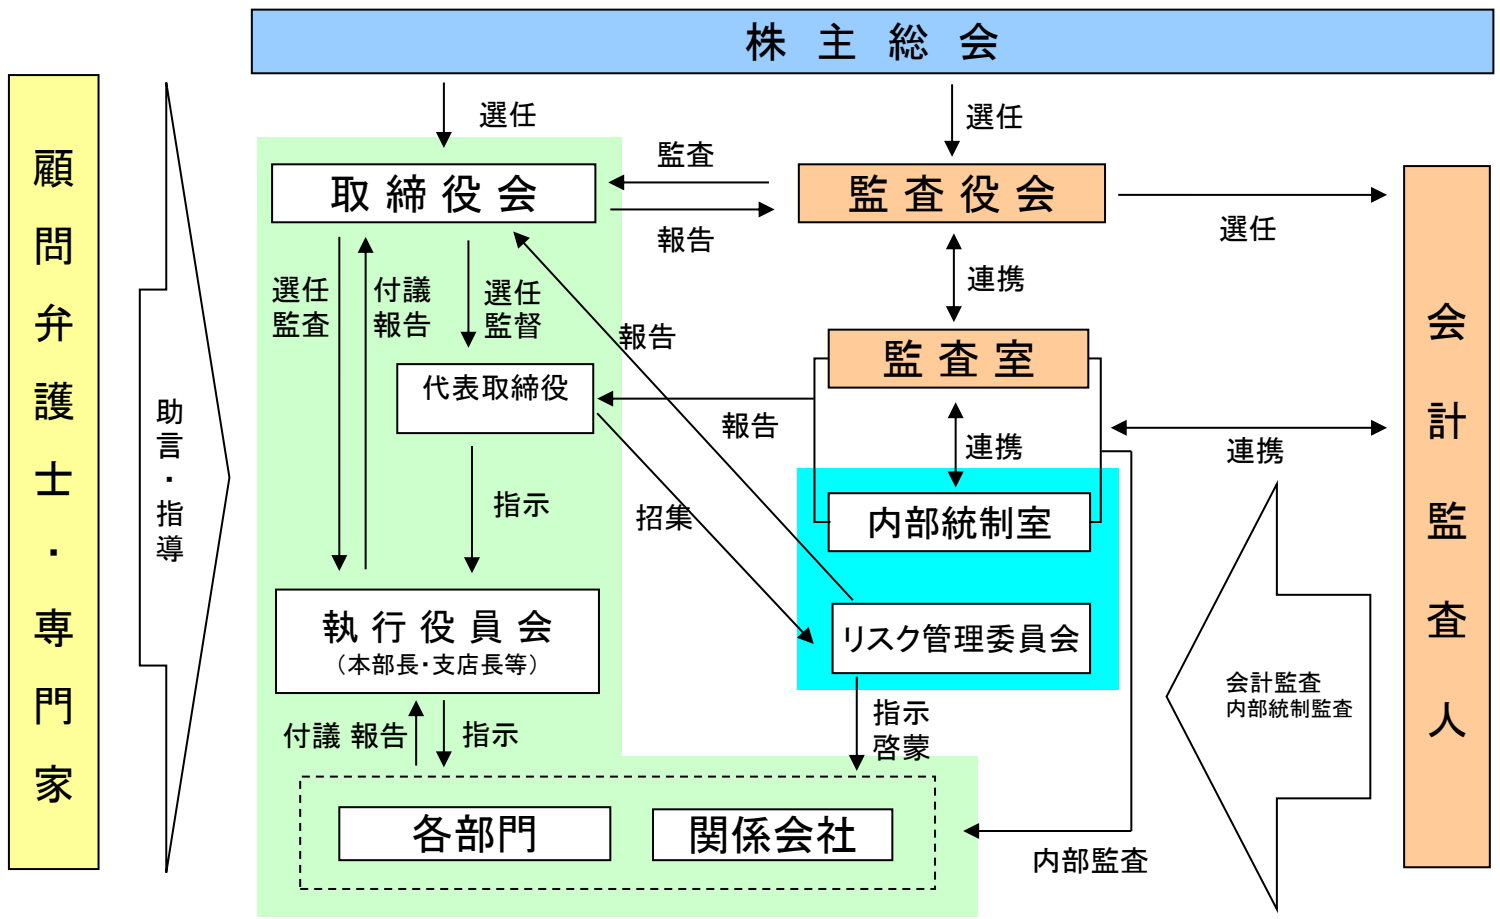 株主総会
選任
選任
顧問弁護士・専門家
助言・指導
取締役会
監査
報告
監査役会
選任
会計監査人
選任
監査
付議
報告
選任
監督
報告
連携
監査室
代表取締役
報告
連携
連携
指示
招集
内部統制室
執行役員会
(本部長・支店長等)
リスク管理委員会
会計監査
内部統制監査
付議 報告
指示
指示
啓蒙
各部門
関係会社
内部監査